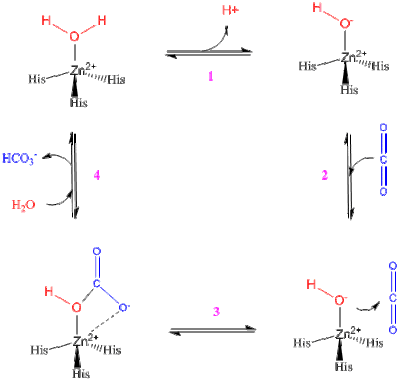 H H H+ H
O O-
Zn2+ Zn2+
His His His His
His His
1
HCO3- 4 2 O
C
H2O O
O O
H C H C
O O- 3 O- O
Zn2+ Zn2+
His His His His
His His